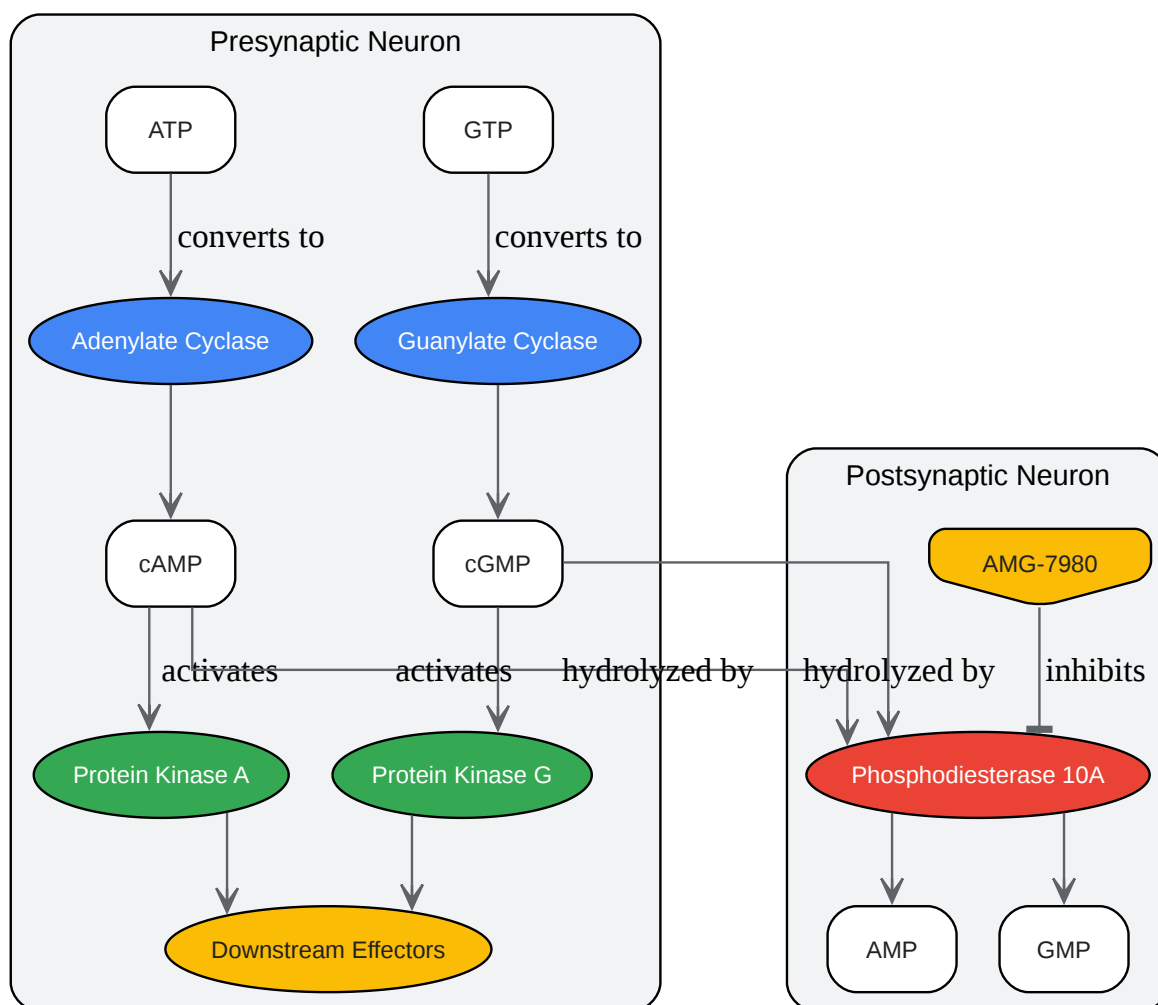 Presynaptic Neuron
ATP
GTP
converts to
converts to
Adenylate Cyclase
Guanylate Cyclase
Postsynaptic Neuron
cAMP
cGMP
AMG-7980
activates
activates
hydrolyzed by
hydrolyzed by
inhibits
Protein Kinase A
Protein Kinase G
Phosphodiesterase 10A
Downstream Effectors
AMP
GMP